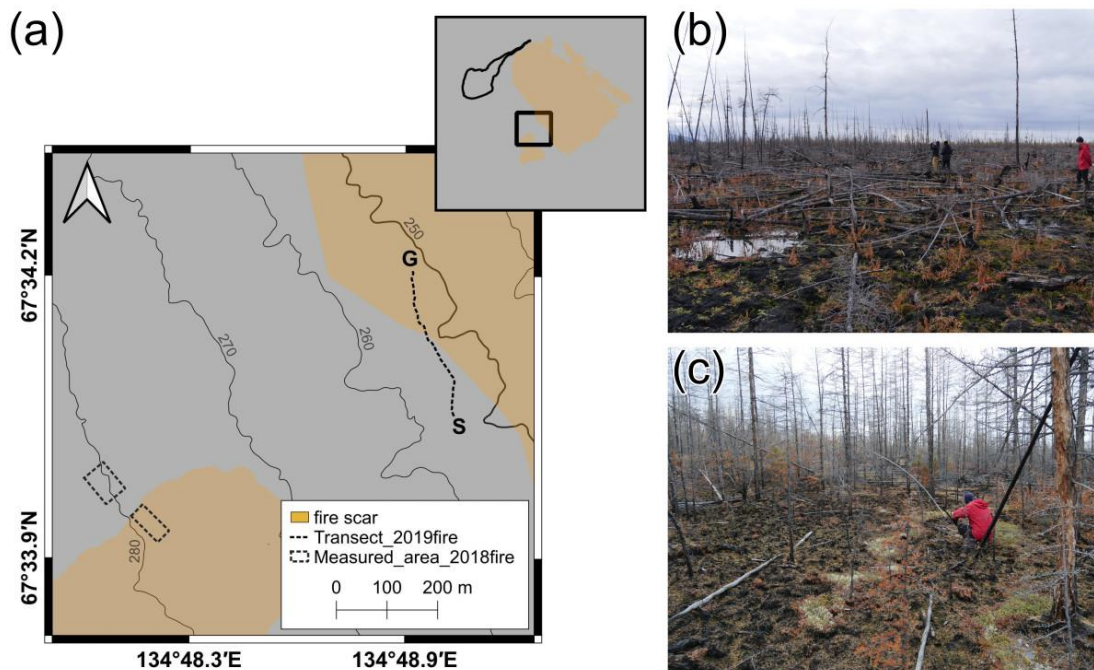 (a)
(b)
(c)
67°34.2'N
67°33.9'N
134°48.3'E
134°48.9'E
250
260
270
280
G
S
fire scar
Transect_2019fire
Measured_area_2018fire
0 100 200 m